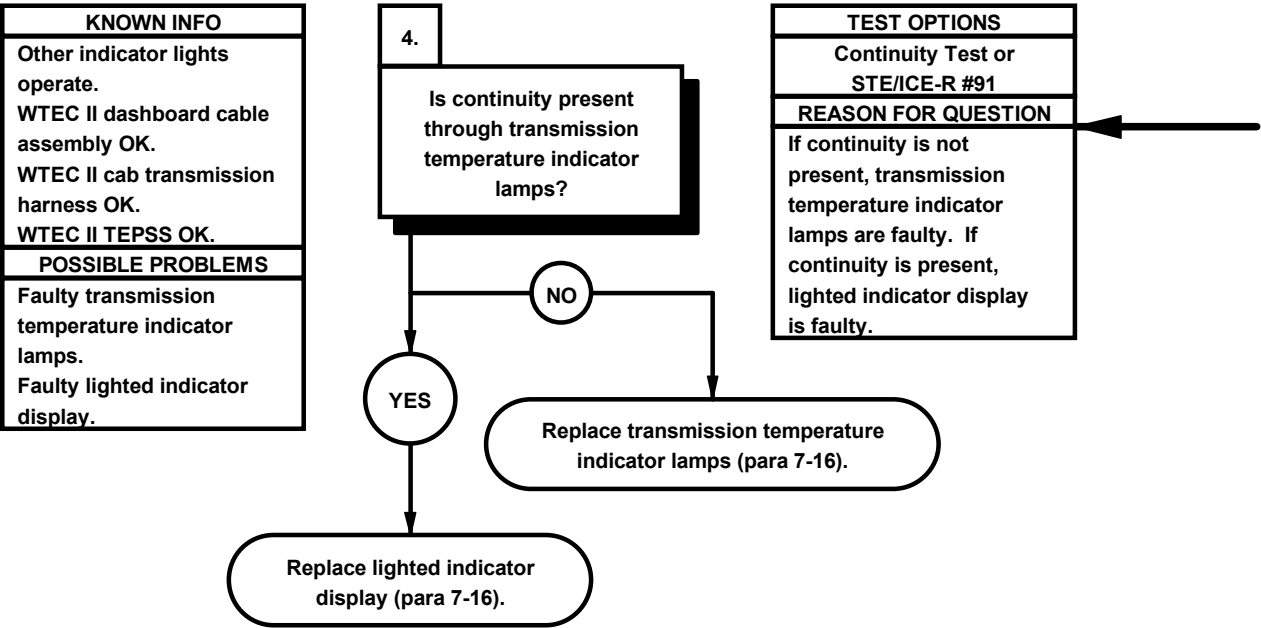 KNOWN INFO
Other indicator lights
operate.
WTEC II dashboard cable
assembly OK.
WTEC II cab transmission
harness OK.
WTEC II TEPSS OK.
POSSIBLE PROBLEMS
Faulty transmission
temperature indicator
lamps.
Faulty lighted indicator
display.
4.
Is continuity present
through transmission
temperature indicator
lamps?
TEST OPTIONS
Continuity Test or
STE/ICE-R #91
REASON FOR QUESTION
If continuity is not
present, transmission
temperature indicator
lamps are faulty. If
continuity is present,
lighted indicator display
is faulty.
NO
YES
Replace transmission temperature
indicator lamps (para 7-16).
Replace lighted indicator
display (para 7-16).